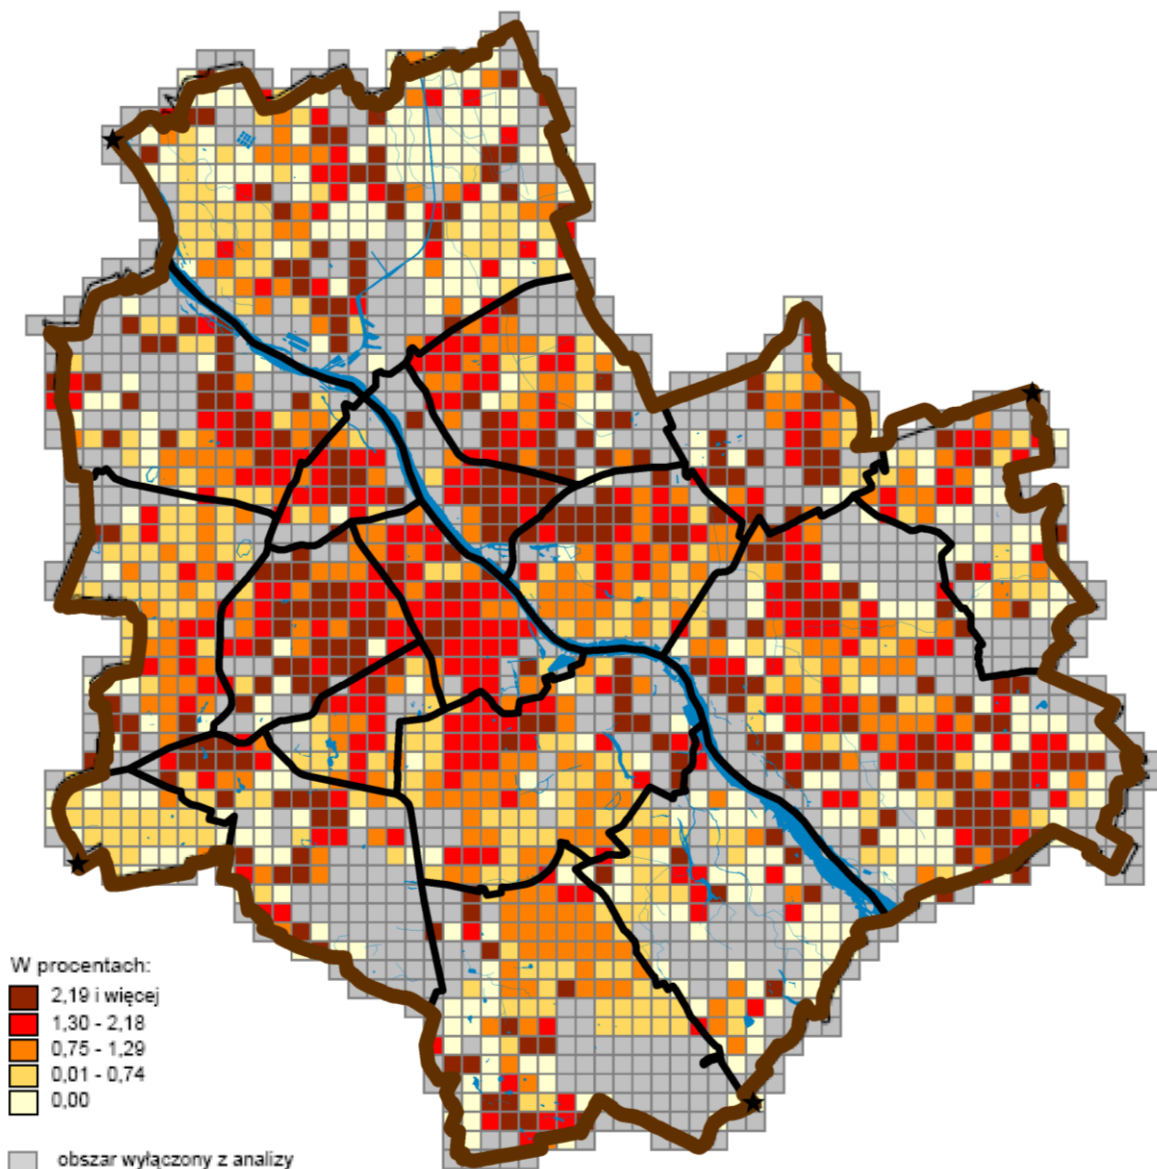 W procentach:
2,19 i więcej
1,30 - 2,18
0,75 - 1,29
0,01 - 0,74
0,00
obszar wyłączony z analizy